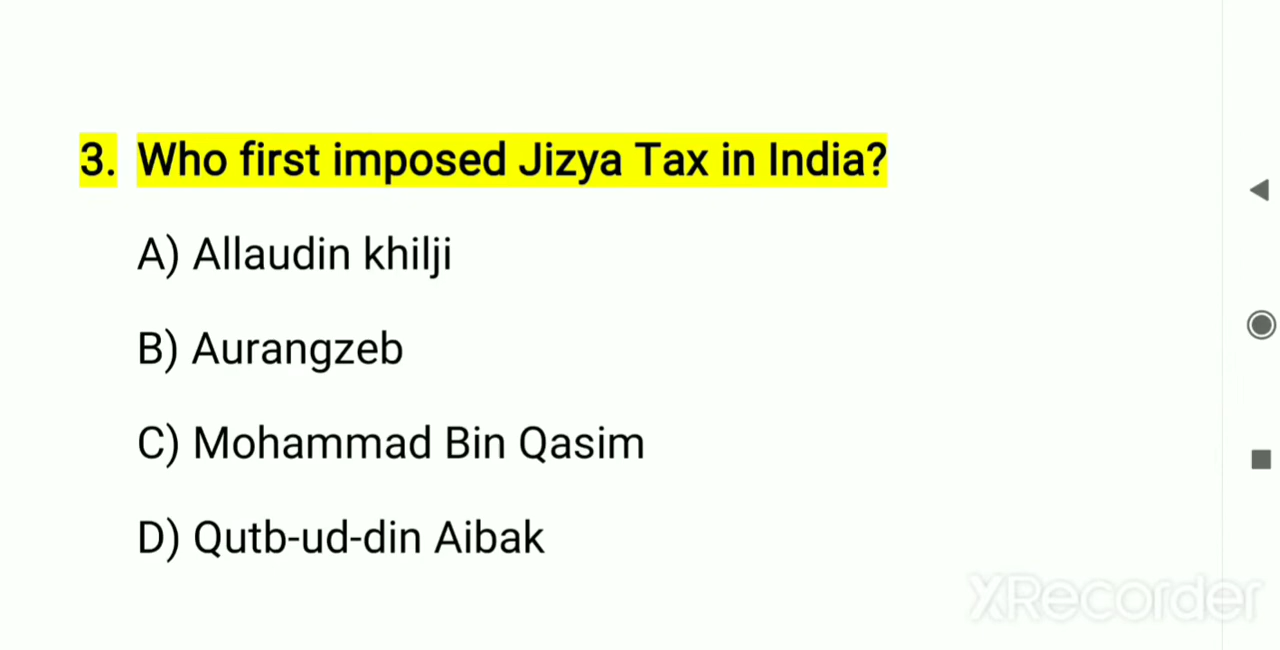 3. Who first imposed Jizya Tax in India?
A) Allaudin khilji
B) Aurangzeb
C) Mohammad Bin Qasim
D) Qutb-ud-din Aibak
XRecorder